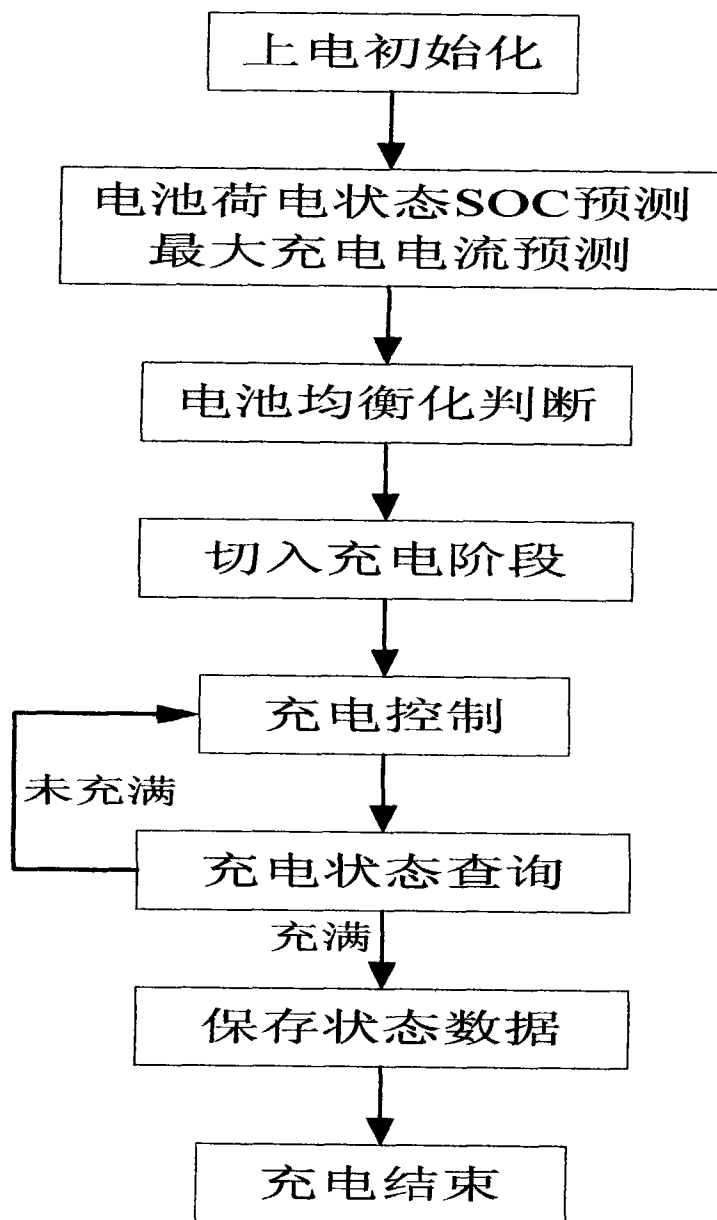 上电初始化
电池荷电状态SOC预测
最大充电电流预测
电池均衡化判断
切入充电阶段
充电控制
未充满
充电状态查询
充满
保存状态数据
充电结束